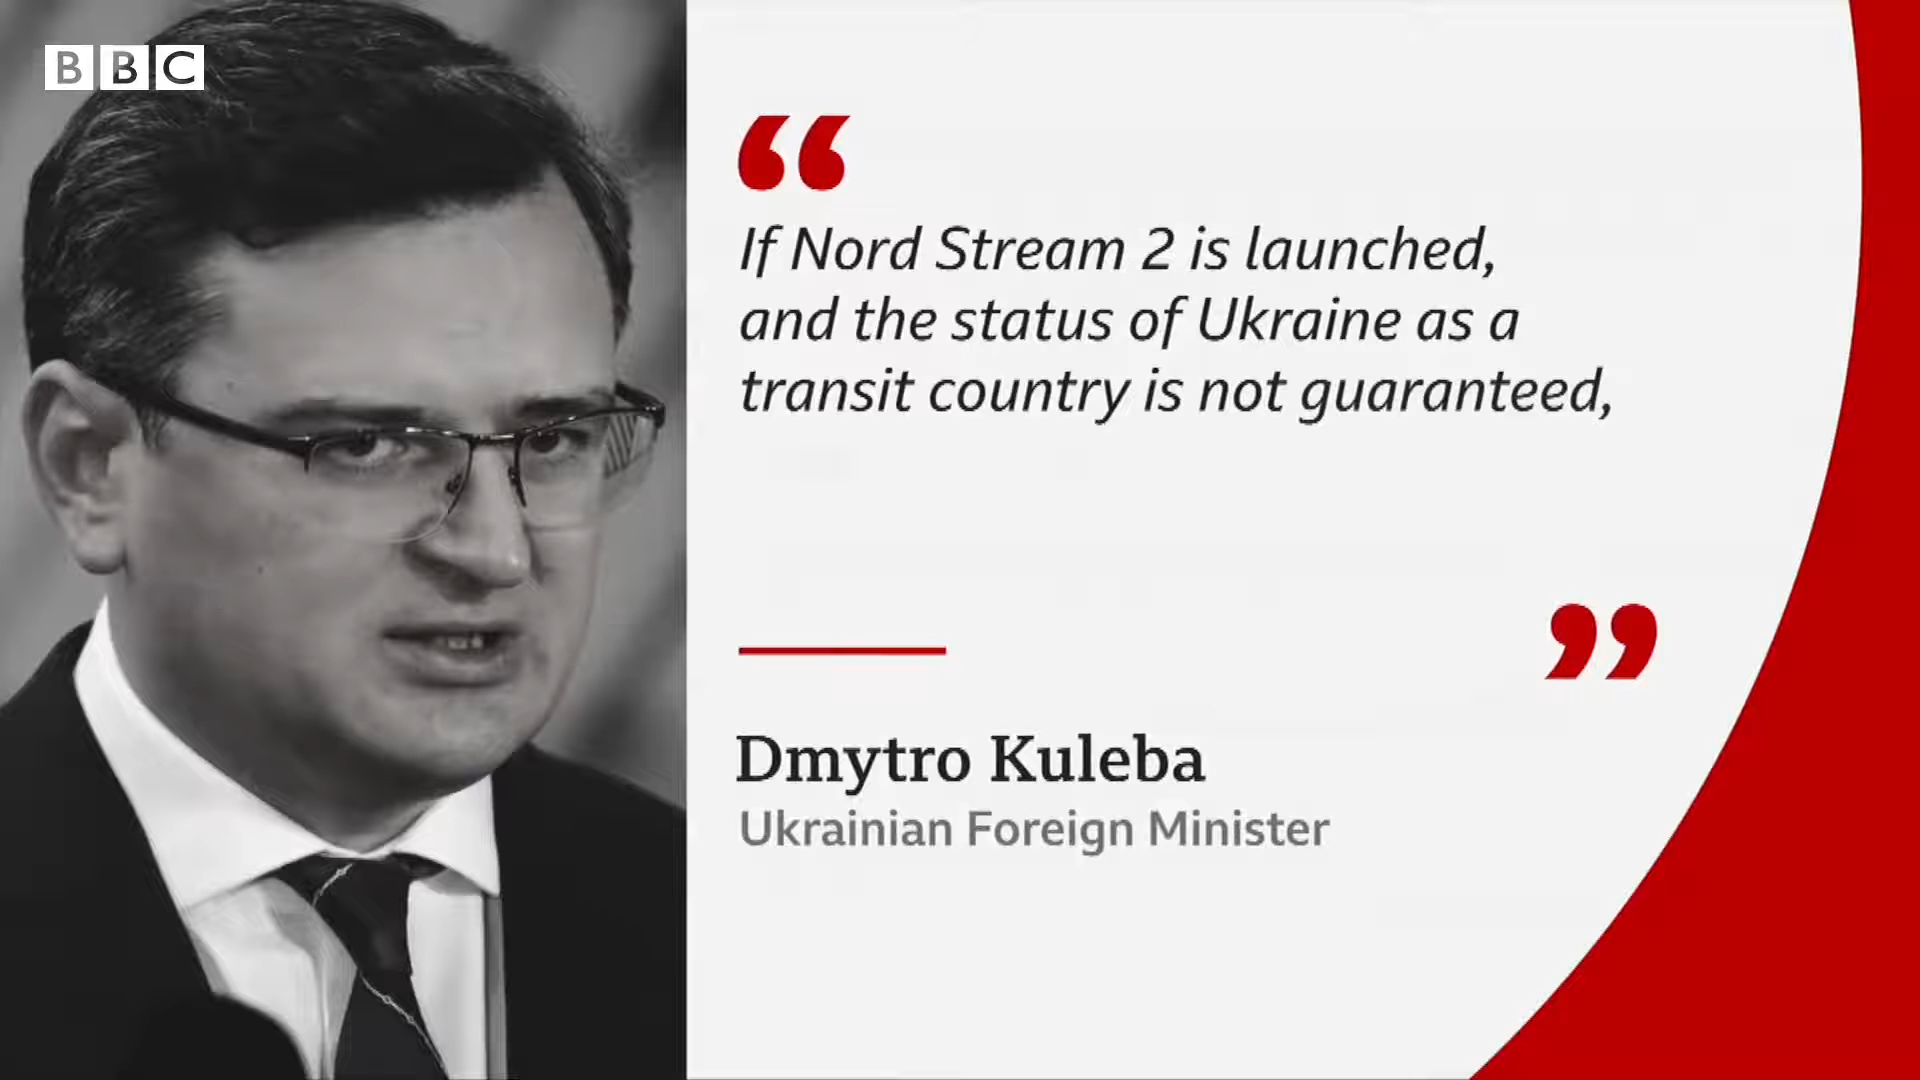 BBC
“
If Nord Stream 2 is launched,
and the status of Ukraine as a
transit country is not guaranteed,
”
Dmytro Kuleba
Ukrainian Foreign Minister